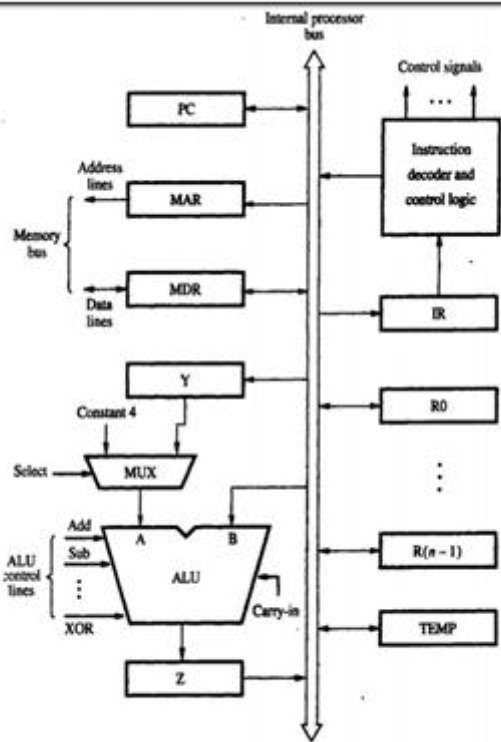 Internal processor
bus
Control signals
...
PC
Instruction
decoder and
control logic
Address
lines
MAR
Memory
bus
MDR
Data
lines
IR
Y
R0
Constant 4
Select
MUX
Add
A
B
R(n − 1)
ALU
control
lines
Sub
ALU
Carry-in
XOR
TEMP
Z